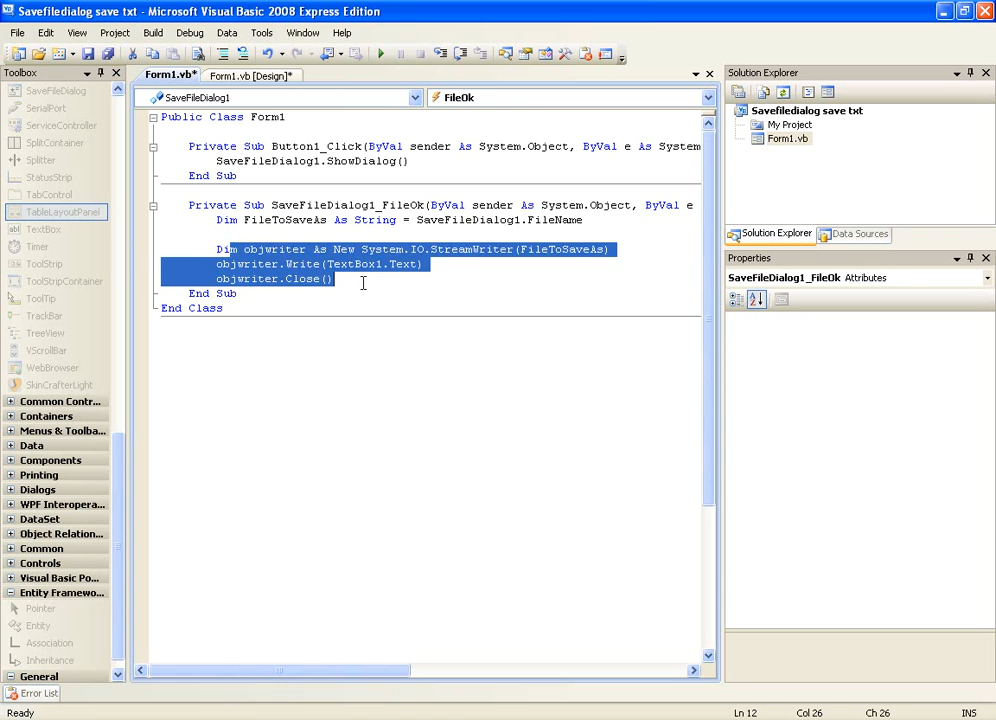 Savefiledialog save txt - Microsoft Visual Basic 2008 Express Edition
File Edit View Project Build Debug Data Tools Window Help
Toolbox
SaveFileDialog
SerialPort
ServiceController
SplitContainer
Splitter
StatusStrip
TabControl
TableLayoutPanel
TextBox
Timer
ToolStrip
ToolStripContainer
ToolTip
TrackBar
TreeView
VScrollBar
WebBrowser
SkinCrafterLight
Common Contr...
Containers
Menus & Toolba...
Data
Components
Printing
Dialogs
WPF Interopera...
DataSet
Object Relation...
Common
Controls
Visual Basic Po...
Entity Framewo...
Pointer
Entity
Association
Inheritance
General
Form1.vb* Form1.vb [Design]*
SaveFileDialog1 FileOk
Public Class Form1
Private Sub Button1_Click(ByVal sender As System.Object, ByVal e As System
SaveFileDialog1.ShowDialog()
End Sub
Private Sub SaveFileDialog1_FileOk(ByVal sender As System.Object, ByVal e
Dim FileToSaveAs As String = SaveFileDialog1.FileName
Dim objwriter As New System.IO.StreamWriter(FileToSaveAs)
objwriter.Write(TextBox1.Text)
objwriter.Close()
End Sub
End Class
Solution Explorer
Savefiledialog save txt
My Project
Form1.vb
Solution Explorer Data Sources
Properties
SaveFileDialog1_FileOk Attributes
Error List
Ready Ln 12 Col 26 Ch 26 INS